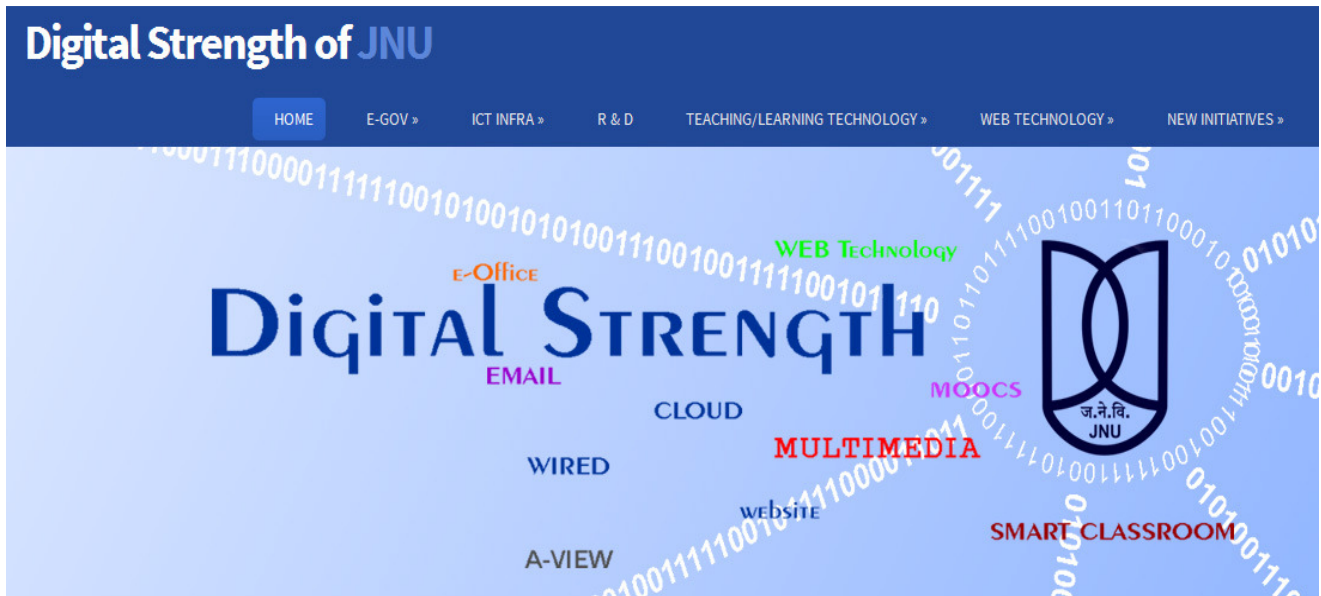 Digital Strength of JNU
HOME E-GOV » ICT INFRA » R & D TEACHING/LEARNING TECHNOLOGY » WEB TECHNOLOGY » NEW INITIATIVES »
WEB Technology
E-Office
Digital Strength
EMAIL
MOOCS
CLOUD
ज.ने.वि.
JNU
MULTIMEDIA
WIRED
WEBSITE
SMART CLASSROOM
A-VIEW